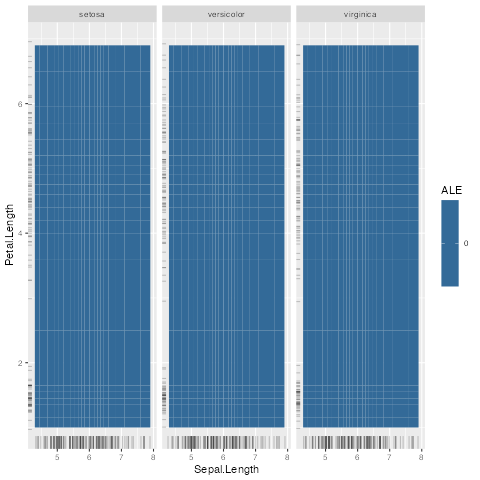 setosa versicolor virginica
6
4
2
Petal.Length
5 6 7 8 5 6 7 8 5 6 7 8
Sepal.Length
ALE
0